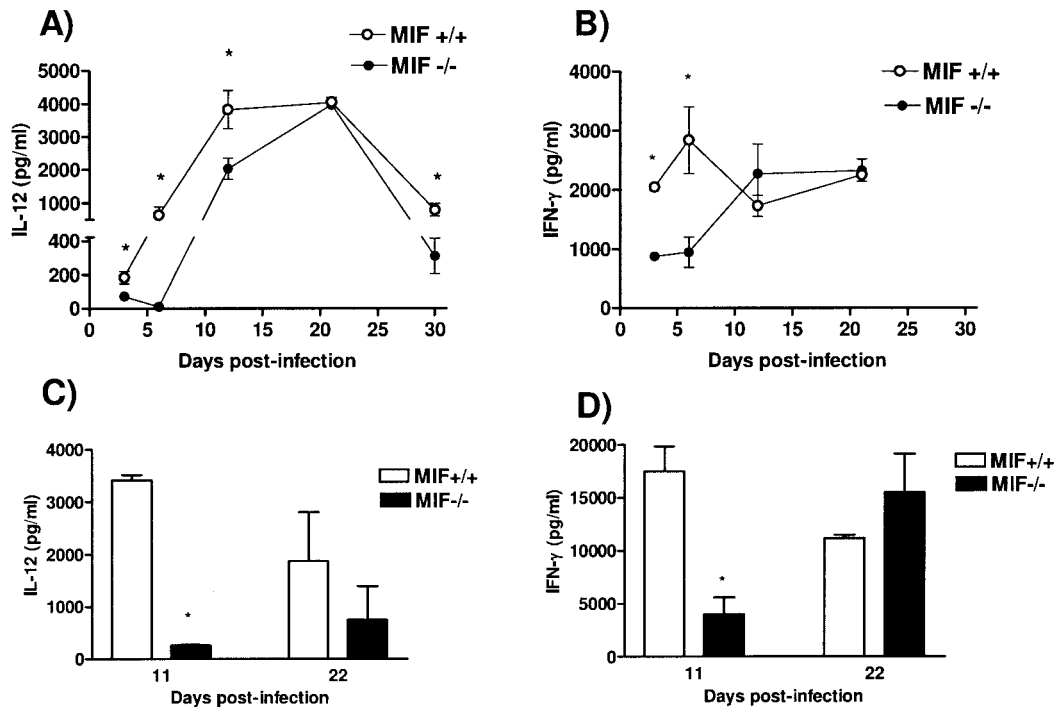 A)
MIF +/+
MIF -/-
*
*
*
*
5000
4000
3000
2000
1000
400
200
0
IL-12 (pg/ml)
0 5 10 15 20 25 30
Days post-infection
B)
MIF +/+
MIF -/-
*
*
4000
3000
2000
1000
0
IFN-γ (pg/ml)
0 5 10 15 20 25 30
Days post-infection
C)
MIF+/+
MIF-/-
*
4000
3000
2000
1000
0
IL-12 (pg/ml)
11 22
Days post-infection
D)
MIF+/+
MIF-/-
*
20000
15000
10000
5000
0
IFN-γ (pg/ml)
11 22
Days post-infection